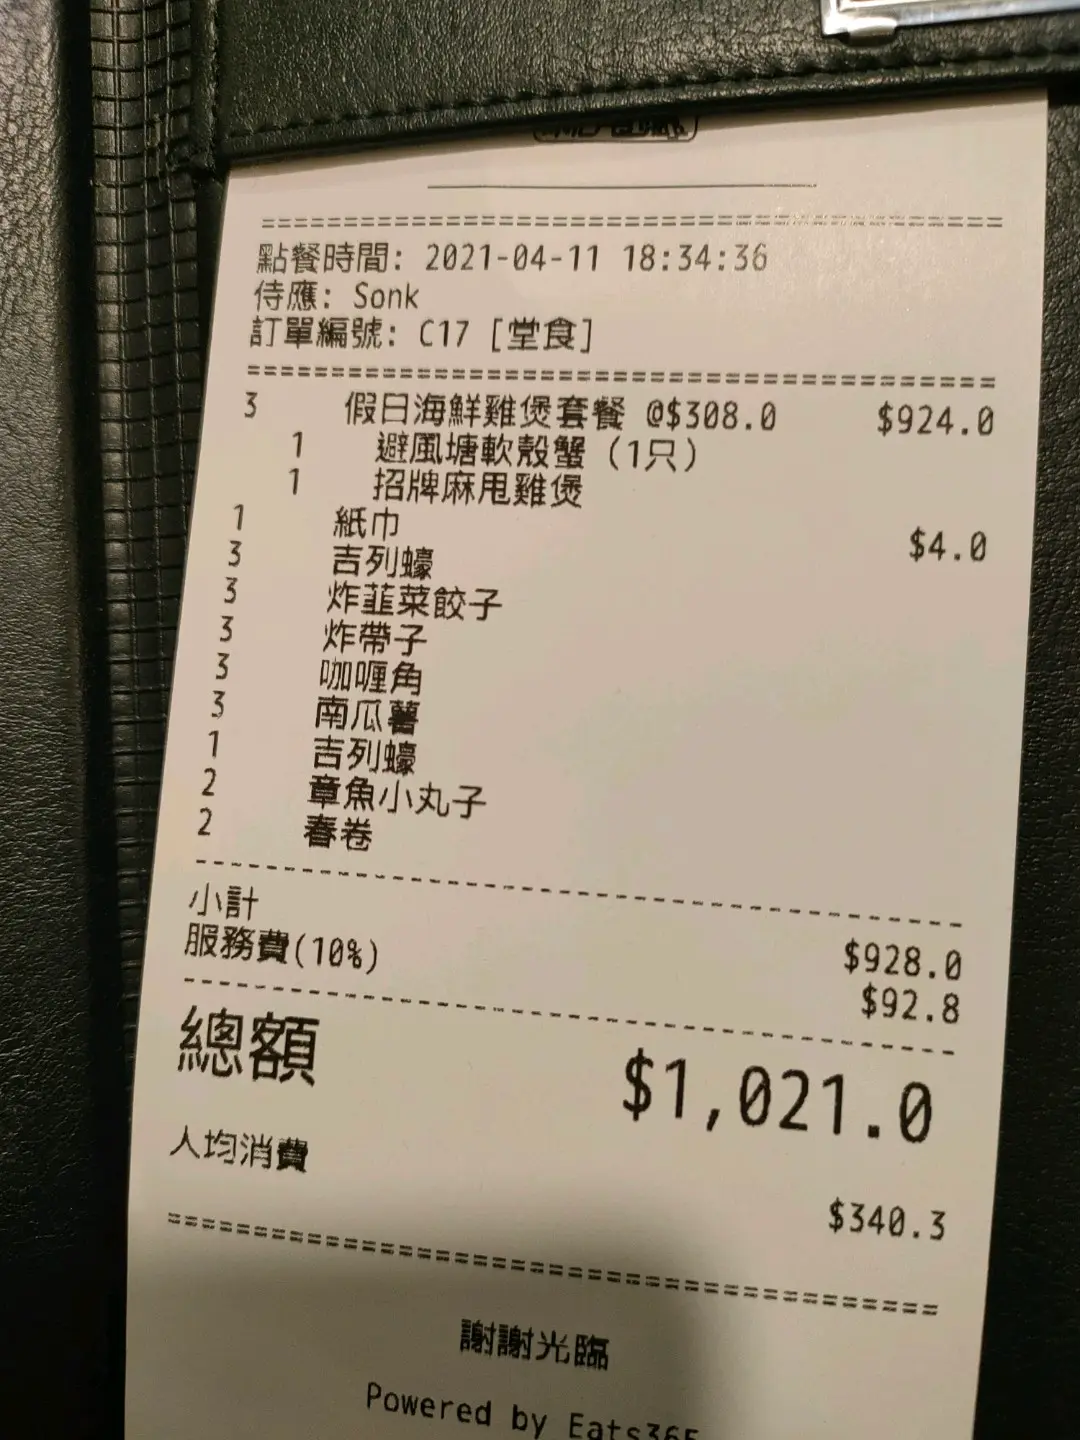 ==============================================
點餐時間: 2021-04-11 18:34:36
侍應: Sonk
訂單編號: C17 [堂食]
==============================================
3 假日海鮮雞煲套餐 @$308.0 $924.0
1 避風塘軟殼蟹 (1只)
1 招牌麻甩雞煲
1 紙巾 $4.0
3 吉列蠔
3 炸韮菜餃子
3 炸帶子
3 咖喱角
3 南瓜薯
1 吉列蠔
2 章魚小丸子
2 春卷
小計 $928.0
服務費(10%) $92.8
總額 $1,021.0
人均消費 $340.3
==============================================
謝謝光臨
Powered by Eats365